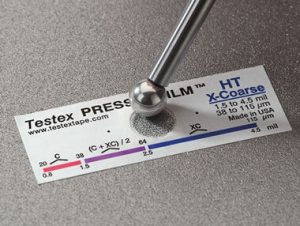 Testex PRESS FILM™
www.testextape.com
HT
X-Coarse
1.5 to 4.5 mil
38 to 115 µm
Made in USA
20 C 38 (C + XC) / 2 64 XC 115 µm
0.8 1.5 2.5 4.5 mil